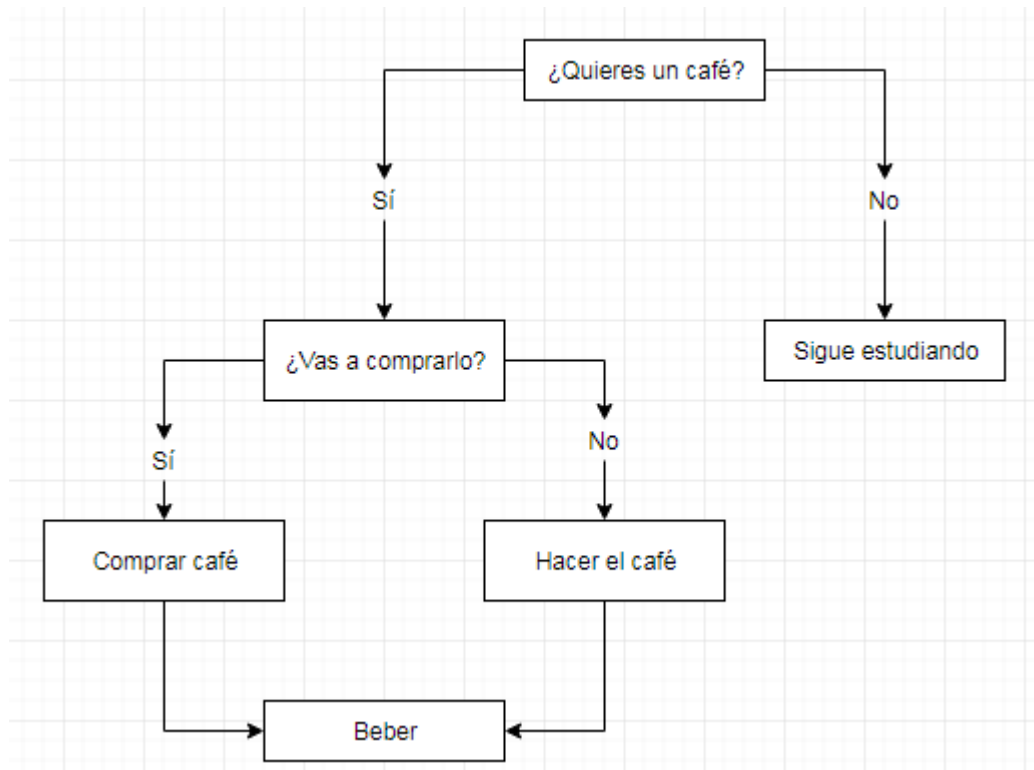 ¿Quieres un café?
Sí
No
¿Vas a comprarlo?
Sigue estudiando
Sí
No
Comprar café
Hacer el café
Beber